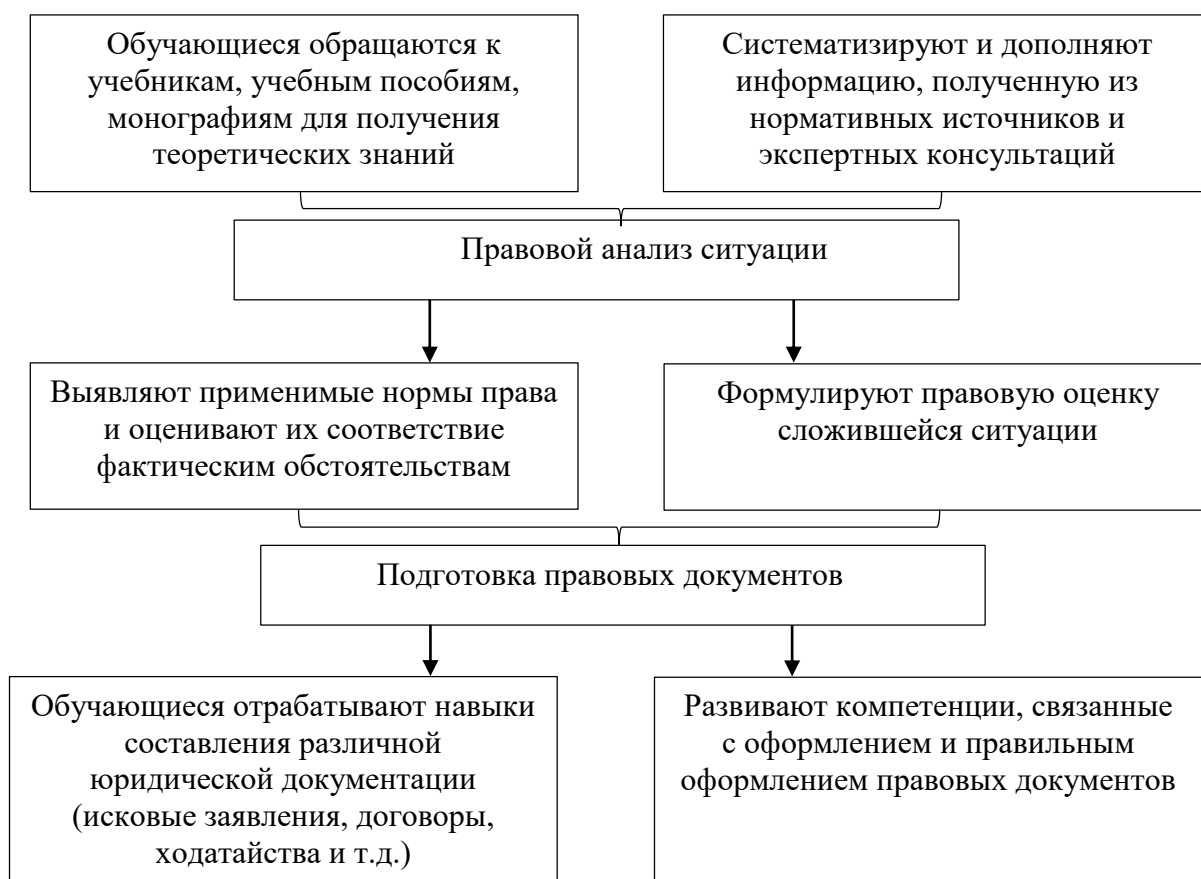 Обучающиеся обращаются к
учебникам, учебным пособиям,
монографиям для получения
теоретических знаний
Систематизируют и дополняют
информацию, полученную из
нормативных источников и
экспертных консультаций
Правовой анализ ситуации
Выявляют применимые нормы права
и оценивают их соответствие
фактическим обстоятельствам
Формулируют правовую оценку
сложившейся ситуации
Подготовка правовых документов
Обучающиеся отрабатывают навыки
составления различной
юридической документации
(исковые заявления, договоры,
ходатайства и т.д.)
Развивают компетенции, связанные
с оформлением и правильным
оформлением правовых документов